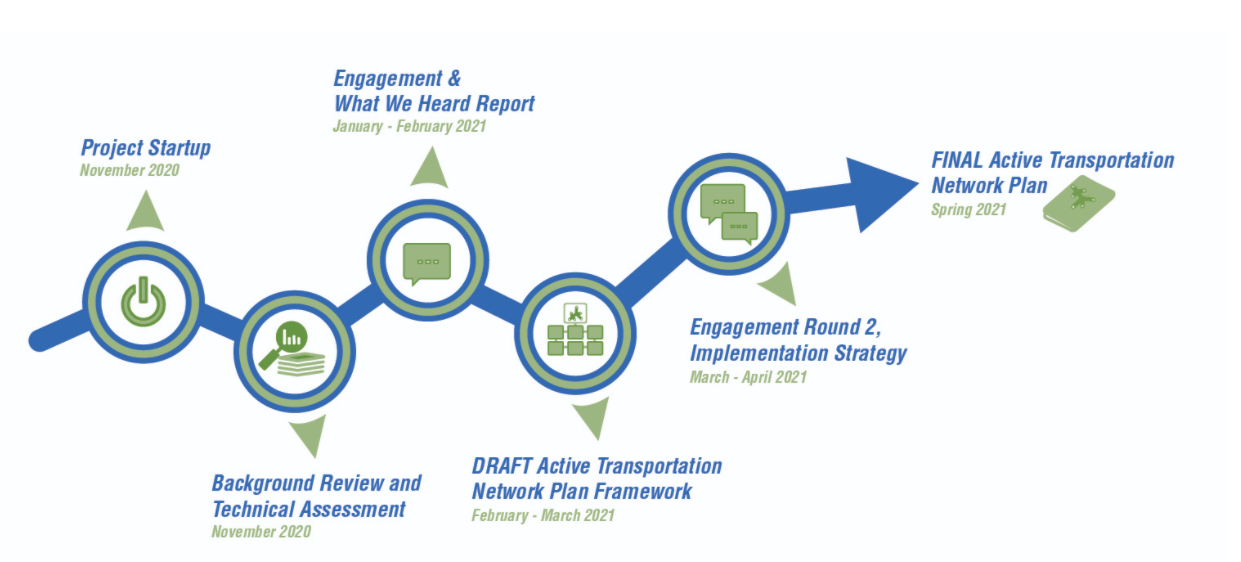 Project Startup
November 2020
Background Review and
Technical Assessment
November 2020
Engagement &
What We Heard Report
January - February 2021
DRAFT Active Transportation
Network Plan Framework
February - March 2021
Engagement Round 2,
Implementation Strategy
March - April 2021
FINAL Active Transportation
Network Plan
Spring 2021